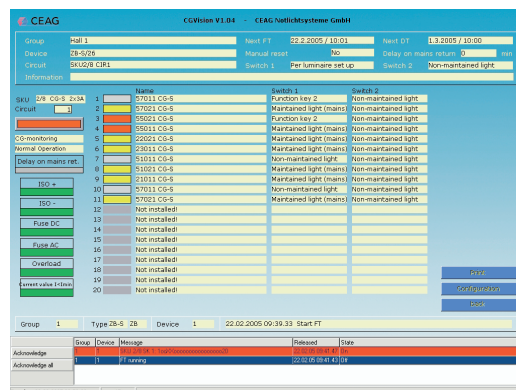 CEAG CGVision V1.04 - CEAG Notlichtsysteme GmbH
Group Hall 1 Next FT 22.2.2005 / 10:01 Next DT 1.3.2005 / 10:00
Device ZB-S/26 Manual reset No Delay on mains return 0 min
Circuit SKU2/8 CIR1 Switch 1 Per luminaire set up Switch 2 Non-maintained light
Information
Name Switch 1 Switch 2
SKU 2/8 CG-S 2x3A
Circuit 1
CG-monitoring
Normal Operation
Delay on mains ret.
ISO +
ISO -
Fuse DC
Fuse AC
Overload
Current value I<Imin
1 57011 CG-S Function key 2 Non-maintained light
2 57021 CG-S Maintained light (mains) Non-maintained light
3 55021 CG-S Function key 2 Non-maintained light
4 55011 CG-S Maintained light (mains) Non-maintained light
5 22021 CG-S Maintained light (mains) Non-maintained light
6 23011 CG-S Maintained light (mains) Non-maintained light
7 51011 CG-S Non-maintained light Non-maintained light
8 51021 CG-S Maintained light (mains) Non-maintained light
9 21011 CG-S Maintained light (mains) Non-maintained light
10 57011 CG-S Non-maintained light Non-maintained light
11 57021 CG-S Maintained light (mains) Non-maintained light
12 Not installed!
13 Not installed!
14 Not installed!
15 Not installed!
16 Not installed!
17 Not installed!
18 Not installed!
19 Not installed!
20 Not installed!
Print
Configuration
Back
Group 1 Type ZB-S ZB Device 1 22.02.2005 09:39.33 Start FT
Group Device Message Released State
Acknowledge 1 1 22.02.05 09:41:47 On
Acknowledge all 1 1 FT running 22.02.05 09:41:43 Off